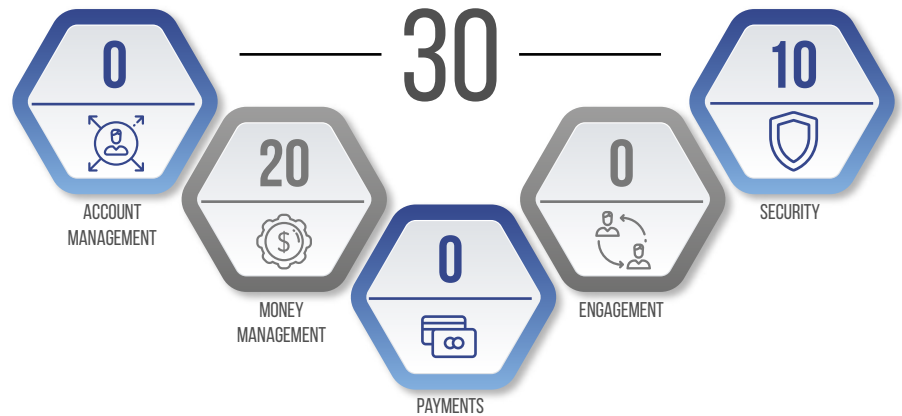 30
0
ACCOUNT
MANAGEMENT
20
$
MONEY
MANAGEMENT
0
PAYMENTS
0
ENGAGEMENT
10
SECURITY